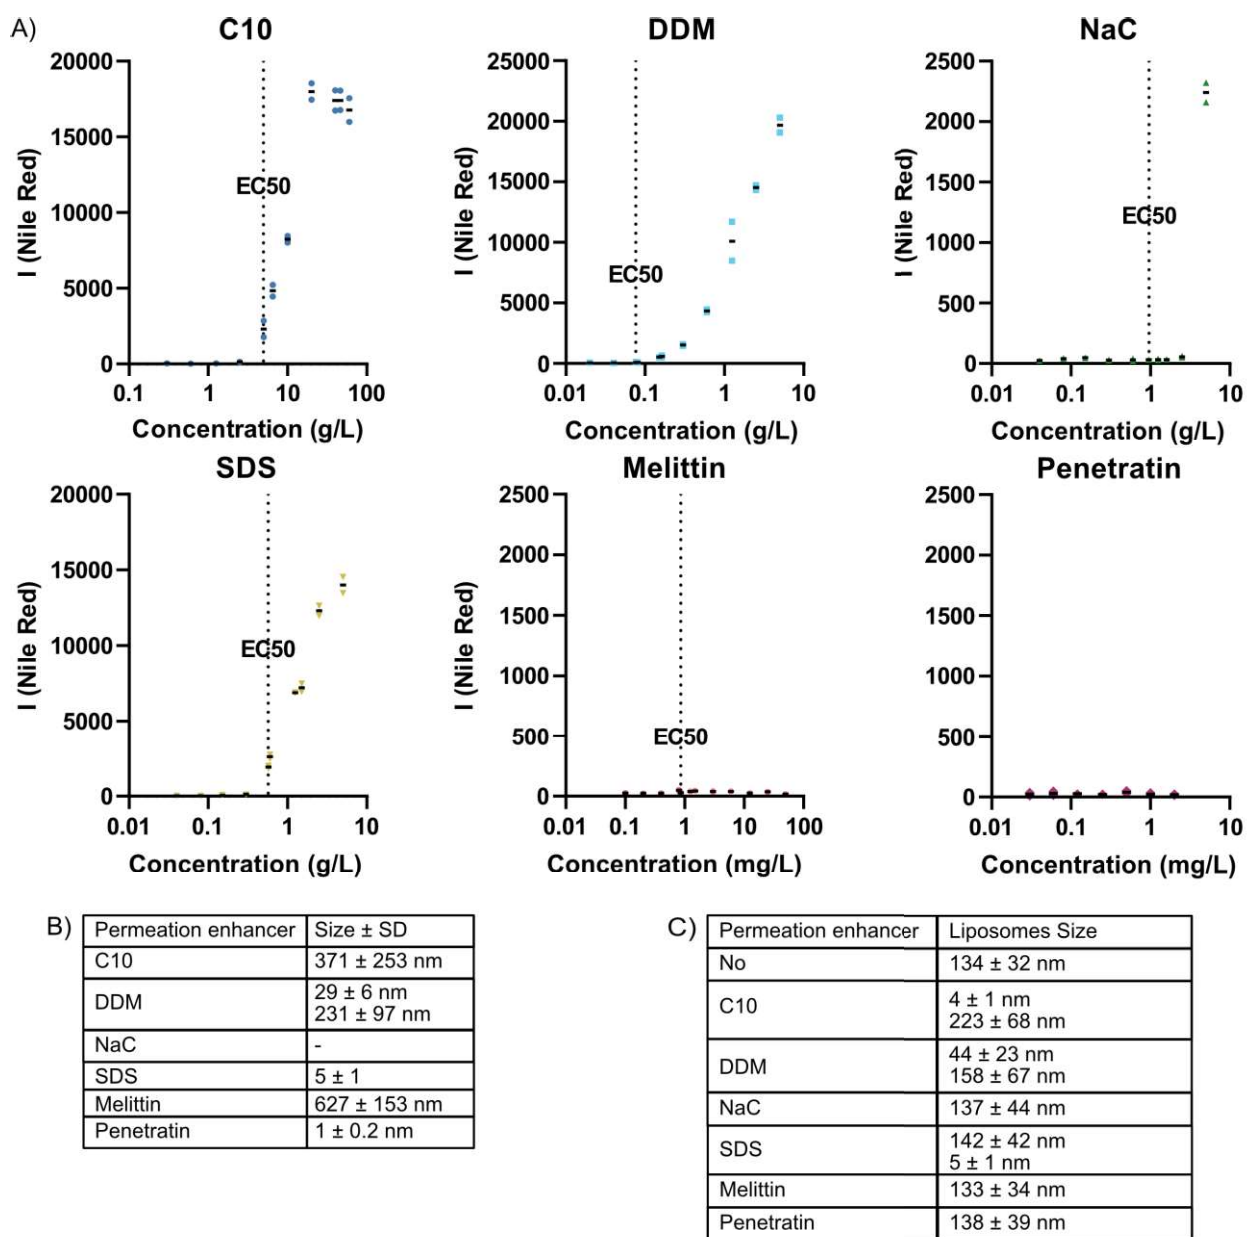 A)
C10
20000
15000
10000
5000
0
I (Nile Red)
EC50
0.1 1 10 100
Concentration (g/L)
DDM
25000
20000
15000
10000
5000
0
I (Nile Red)
EC50
0.01 0.1 1 10
Concentration (g/L)
NaC
2500
2000
1500
1000
500
0
I (Nile Red)
EC50
0.01 0.1 1 10
Concentration (g/L)
SDS
20000
15000
10000
5000
0
I (Nile Red)
EC50
0.01 0.1 1 10
Concentration (g/L)
Melittin
2500
2000
1500
1000
500
0
I (Nile Red)
EC50
0.01 0.1 1 10 100
Concentration (mg/L)
Penetratin
2500
2000
1500
1000
500
0
I (Nile Red)
0.01 0.1 1 10
Concentration (mg/L)
B)
Permeation enhancer Size ± SD
C10 371 ± 253 nm
DDM 29 ± 6 nm
231 ± 97 nm
NaC -
SDS 5 ± 1
Melittin 627 ± 153 nm
Penetratin 1 ± 0.2 nm
C)
Permeation enhancer Liposomes Size
No 134 ± 32 nm
C10 4 ± 1 nm
223 ± 68 nm
DDM 44 ± 23 nm
158 ± 67 nm
NaC 137 ± 44 nm
SDS 142 ± 42 nm
5 ± 1 nm
Melittin 133 ± 34 nm
Penetratin 138 ± 39 nm